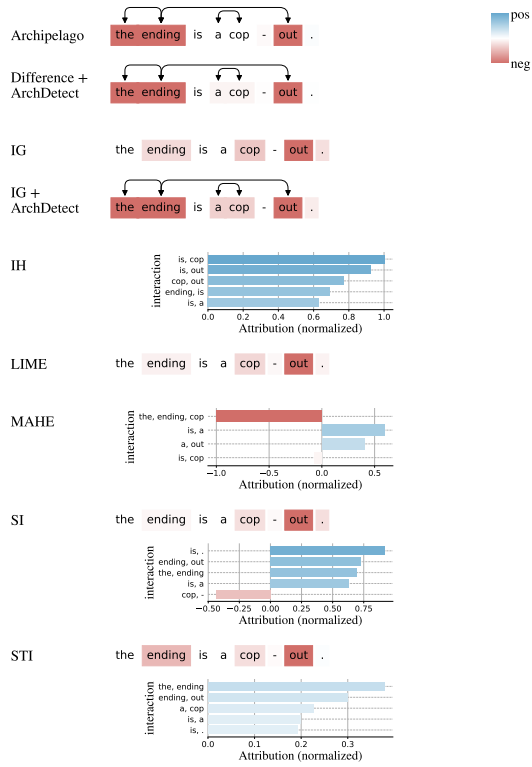 pos
neg
Archipelago
the ending is a cop - out .
Difference +
ArchDetect
the ending is a cop - out .
IG
the ending is a cop - out .
IG +
ArchDetect
the ending is a cop - out .
IH
interaction
is, cop
is, out
cop, out
ending, is
is, a
0.0 0.2 0.4 0.6 0.8 1.0
Attribution (normalized)
LIME
the ending is a cop - out .
MAHE
interaction
the, ending, cop
is, a
a, out
is, cop
−1.0 −0.5 0.0 0.5
Attribution (normalized)
SI
the ending is a cop - out .
interaction
is, .
ending, out
the, ending
is, a
cop, -
−0.50 −0.25 0.00 0.25 0.50 0.75
Attribution (normalized)
STI
the ending is a cop - out .
interaction
the, ending
ending, out
a, cop
is, a
is, .
0.0 0.1 0.2 0.3
Attribution (normalized)